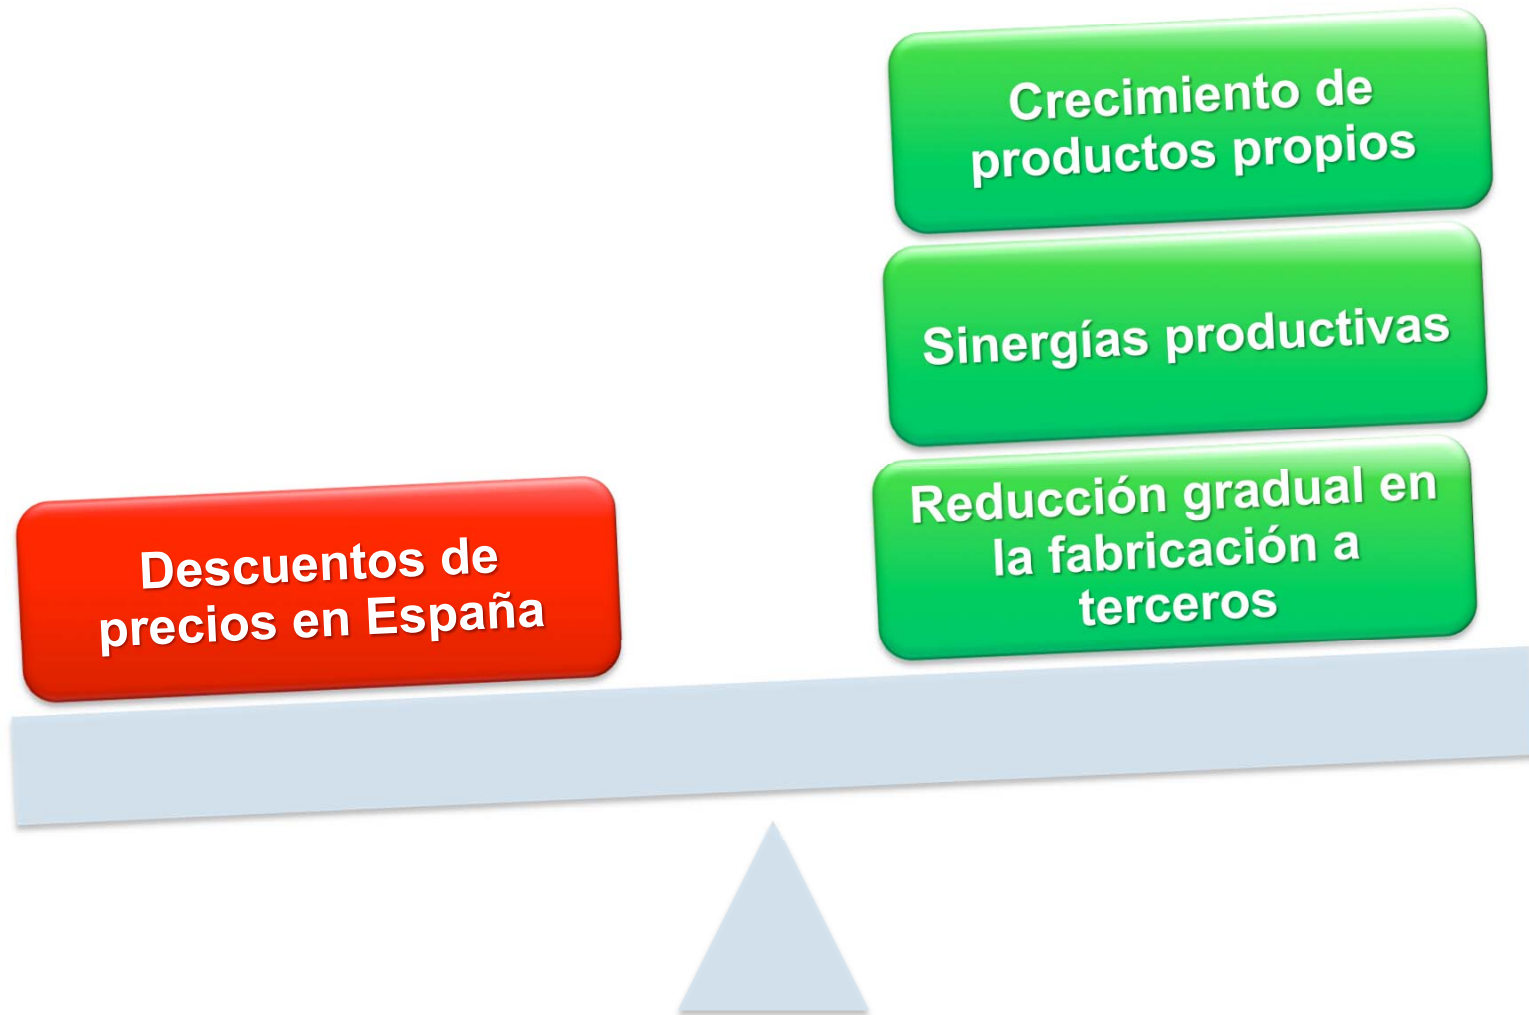 Crecimiento de
productos propios
Sinergías productivas
Reducción gradual en
la fabricación a
terceros
Descuentos de
precios en España